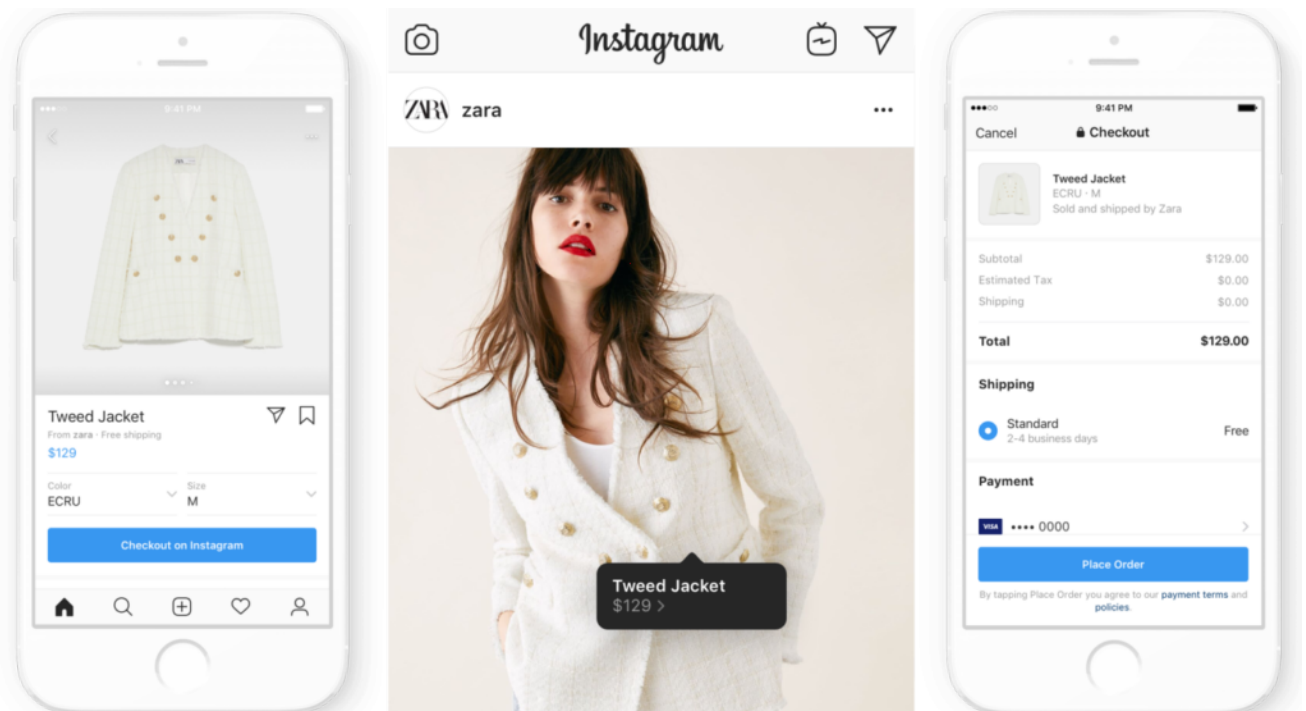 9:41 PM
Tweed Jacket
From zara · Free shipping
$129
Color
ECRU
Size
M
Checkout on Instagram
Instagram
ZARA zara
Tweed Jacket
$129 >
9:41 PM
Cancel Checkout
Tweed Jacket
ECRU · M
Sold and shipped by Zara
Subtotal $129.00
Estimated Tax $0.00
Shipping $0.00
Total $129.00
Shipping
Standard Free
2-4 business days
Payment
VISA •••• 0000
Place Order
By tapping Place Order you agree to our payment terms and
policies.